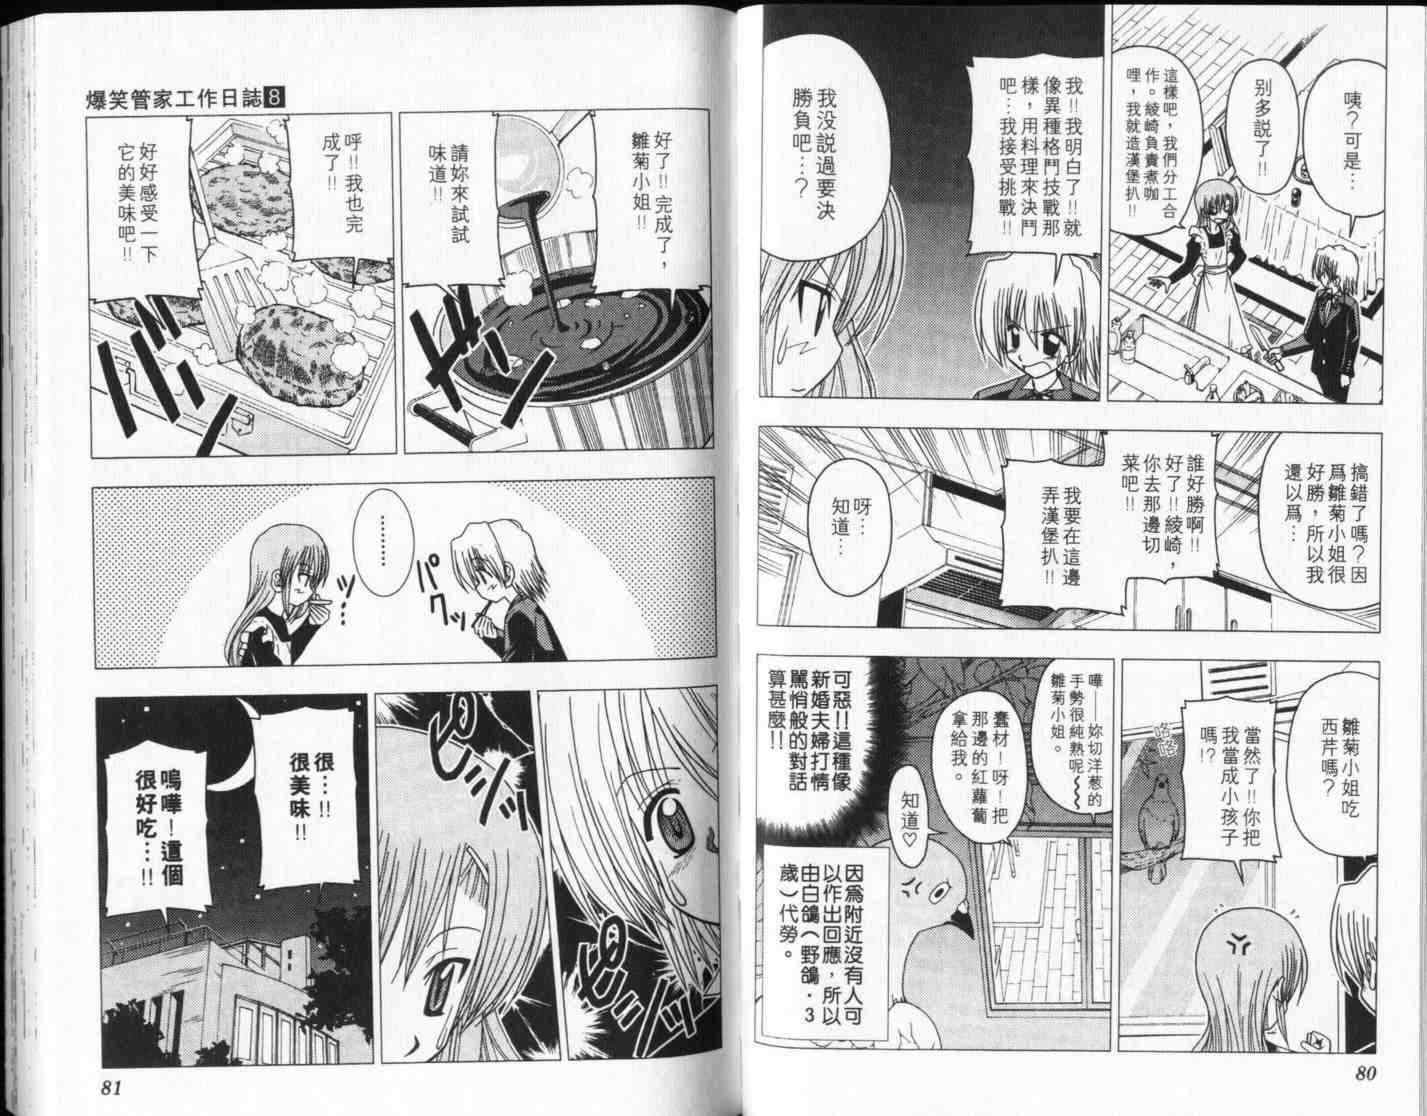 咦？可是…
別多說了!!
這樣吧，我們分工合
作。綾崎負責煮咖
哩，我就造漢堡扒!!
我!!我明白了!!就
像異種格鬥技戰那
樣，用料理來決鬥
吧…我接受挑戰!!
我没説過要決
勝負吧…？
搞錯了嗎？因
爲雛菊小姐很
好勝，所以我
還以爲…
誰好勝啊!!
好了!!綾崎，
你去那邊切
菜吧!!
我要在這邊
弄漢堡扒!!
呀…
知道…
雛菊小姐吃
西芹嗎？
當然了!!你把
我當成小孩子
嗎!?
咯咯
嘩——妳切洋葱的
手勢很純熟呢～
雛菊小姐。
蠢材！呀！把
那邊的紅蘿蔔
拿給我。
知道♡
可惡!!這種像
新婚夫婦打情
罵悄般的對話
算甚麼!!
因為附近沒有人可
以作出回應，所以
由白鴿（野鴿．3
歲）代勞。
80
爆笑管家工作日誌8
好了!!完成了，
雛菊小姐!!
請妳來試試
味道!!
呼!!我也完
成了!!
好好感受一下
它的美味吧!!
………
パクッ
ツ…
很…!!
很美味!!
嗚嘩！這個
很好吃…!!
81